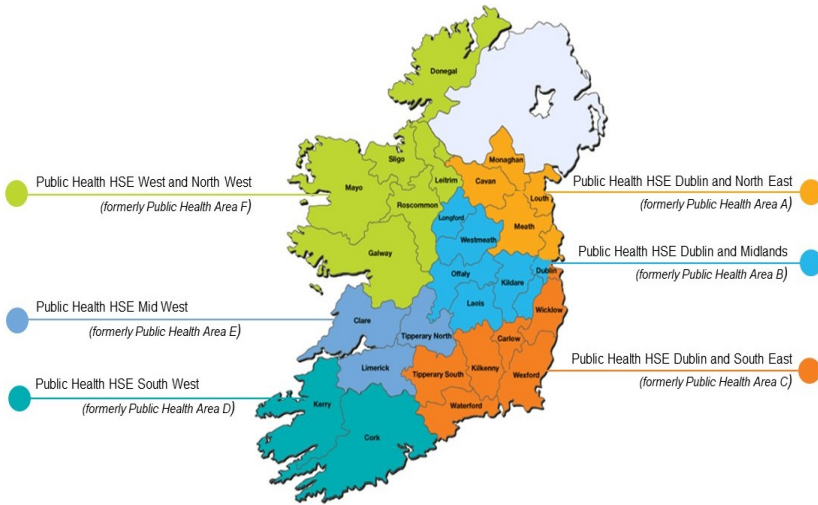 Donegal
Monaghan
Sligo
Cavan
Leitrim
Mayo
Louth
Roscommon
Longford
Meath
Westmeath
Galway
Offaly
Dublin
Kildare
Laois
Wicklow
Clare
Tipperary North
Carlow
Limerick
Tipperary South
Kilkenny
Wexford
Kerry
Waterford
Cork
Public Health HSE West and North West
(formerly Public Health Area F)
Public Health HSE Mid West
(formerly Public Health Area E)
Public Health HSE South West
(formerly Public Health Area D)
Public Health HSE Dublin and North East
(formerly Public Health Area A)
Public Health HSE Dublin and Midlands
(formerly Public Health Area B)
Public Health HSE Dublin and South East
(formerly Public Health Area C)